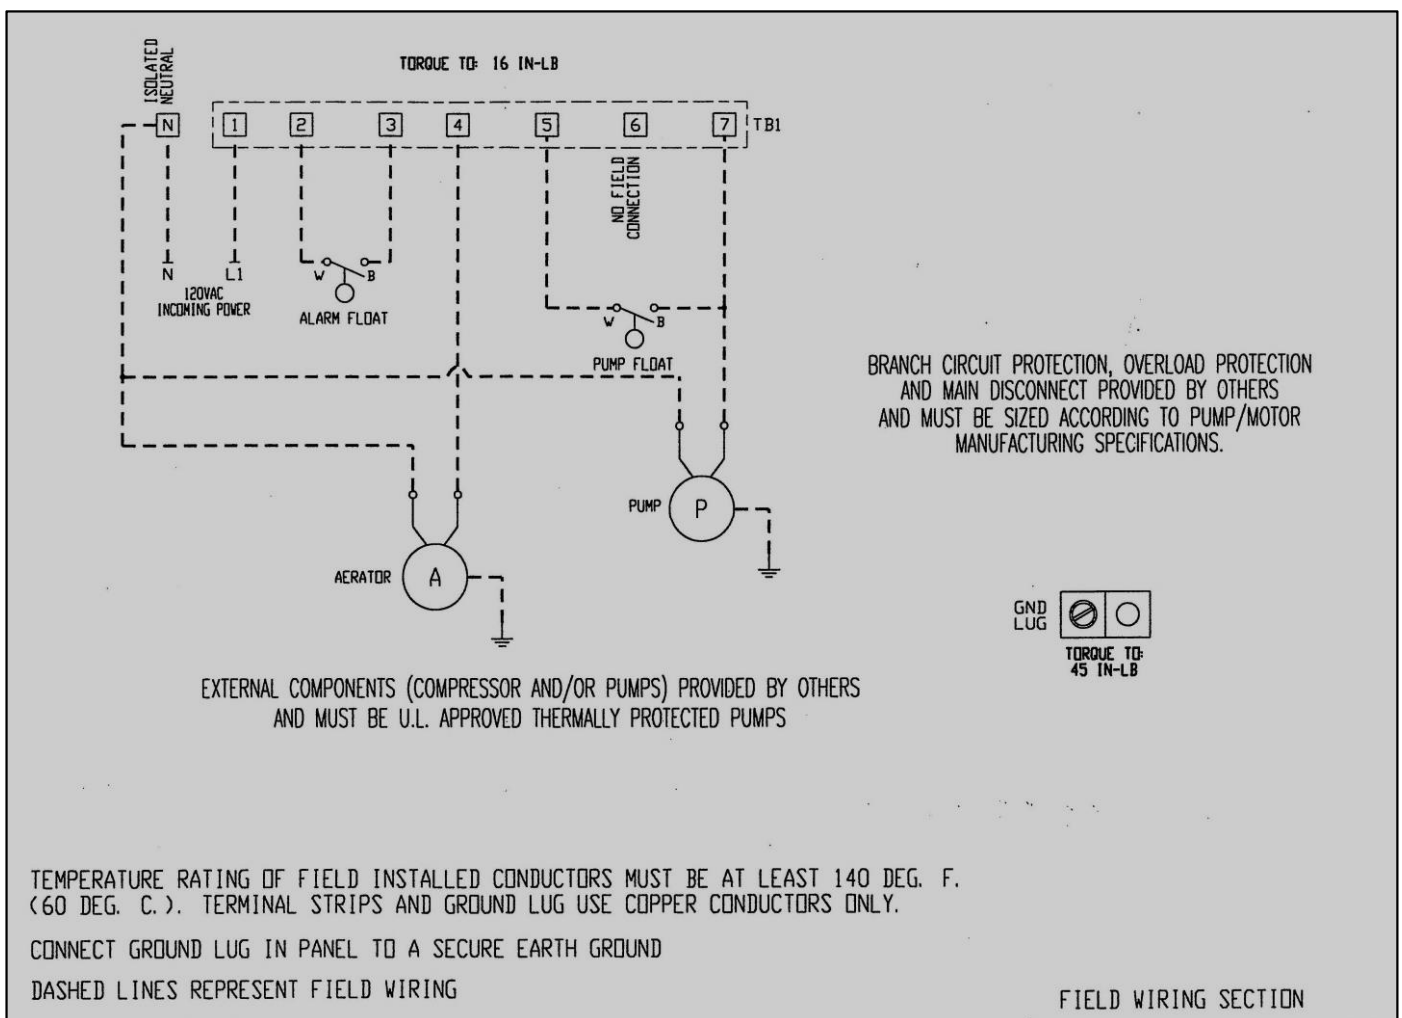 ISOLATED
NEUTRAL
TORQUE TO: 16 IN-LB
N 1 2 3 4 5 6 7 TB1
NO FIELD
CONNECTION
N L1
120VAC
INCOMING POWER
W B
ALARM FLOAT
W B
PUMP FLOAT
BRANCH CIRCUIT PROTECTION, OVERLOAD PROTECTION
AND MAIN DISCONNECT PROVIDED BY OTHERS
AND MUST BE SIZED ACCORDING TO PUMP/MOTOR
MANUFACTURING SPECIFICATIONS.
PUMP P
AERATOR A
GND
LUG
TORQUE TO:
45 IN-LB
EXTERNAL COMPONENTS (COMPRESSOR AND/OR PUMPS) PROVIDED BY OTHERS
AND MUST BE U.L. APPROVED THERMALLY PROTECTED PUMPS
TEMPERATURE RATING OF FIELD INSTALLED CONDUCTORS MUST BE AT LEAST 140 DEG. F.
(60 DEG. C.). TERMINAL STRIPS AND GROUND LUG USE COPPER CONDUCTORS ONLY.
CONNECT GROUND LUG IN PANEL TO A SECURE EARTH GROUND
DASHED LINES REPRESENT FIELD WIRING
FIELD WIRING SECTION